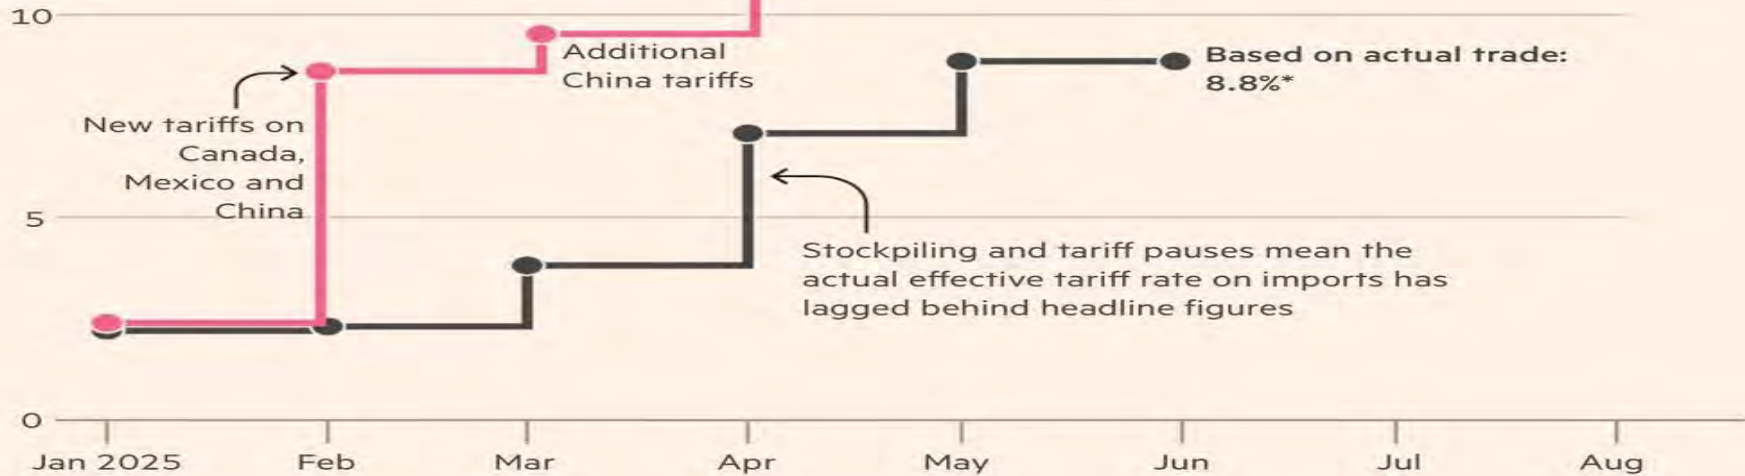 10
Additional
China tariffs
Based on actual trade:
8.8%*
New tariffs on
Canada,
Mexico and
China
5
Stockpiling and tariff pauses mean the
actual effective tariff rate on imports has
lagged behind headline figures
0
Jan 2025 Feb Mar Apr May Jun Jul Aug